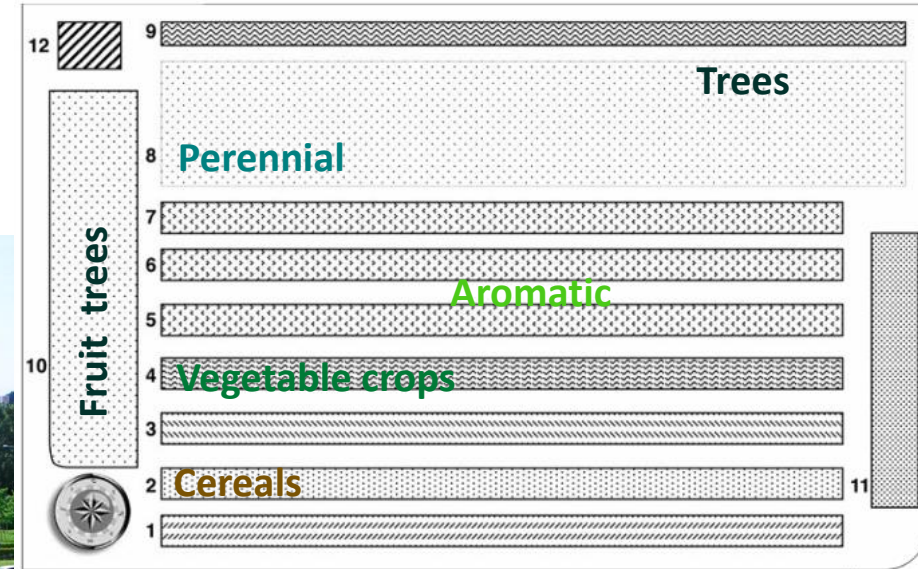 12
9
Trees
8
Perennial
7
6
Aromatic
5
Fruit trees
10
4
Vegetable crops
3
2
Cereals
11
1